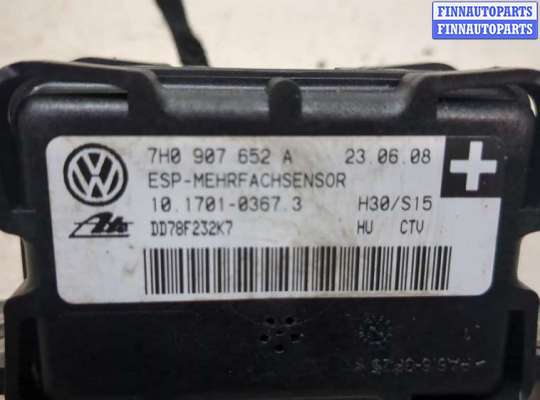 FINNAUTOPARTS
FINNAUTOPARTS
7H0 907 652 A 23.06.08
ESP-MEHRFACHSENSOR
10.1701-0367.3 H30/S15
Ate DD78F232K7 HU CTV